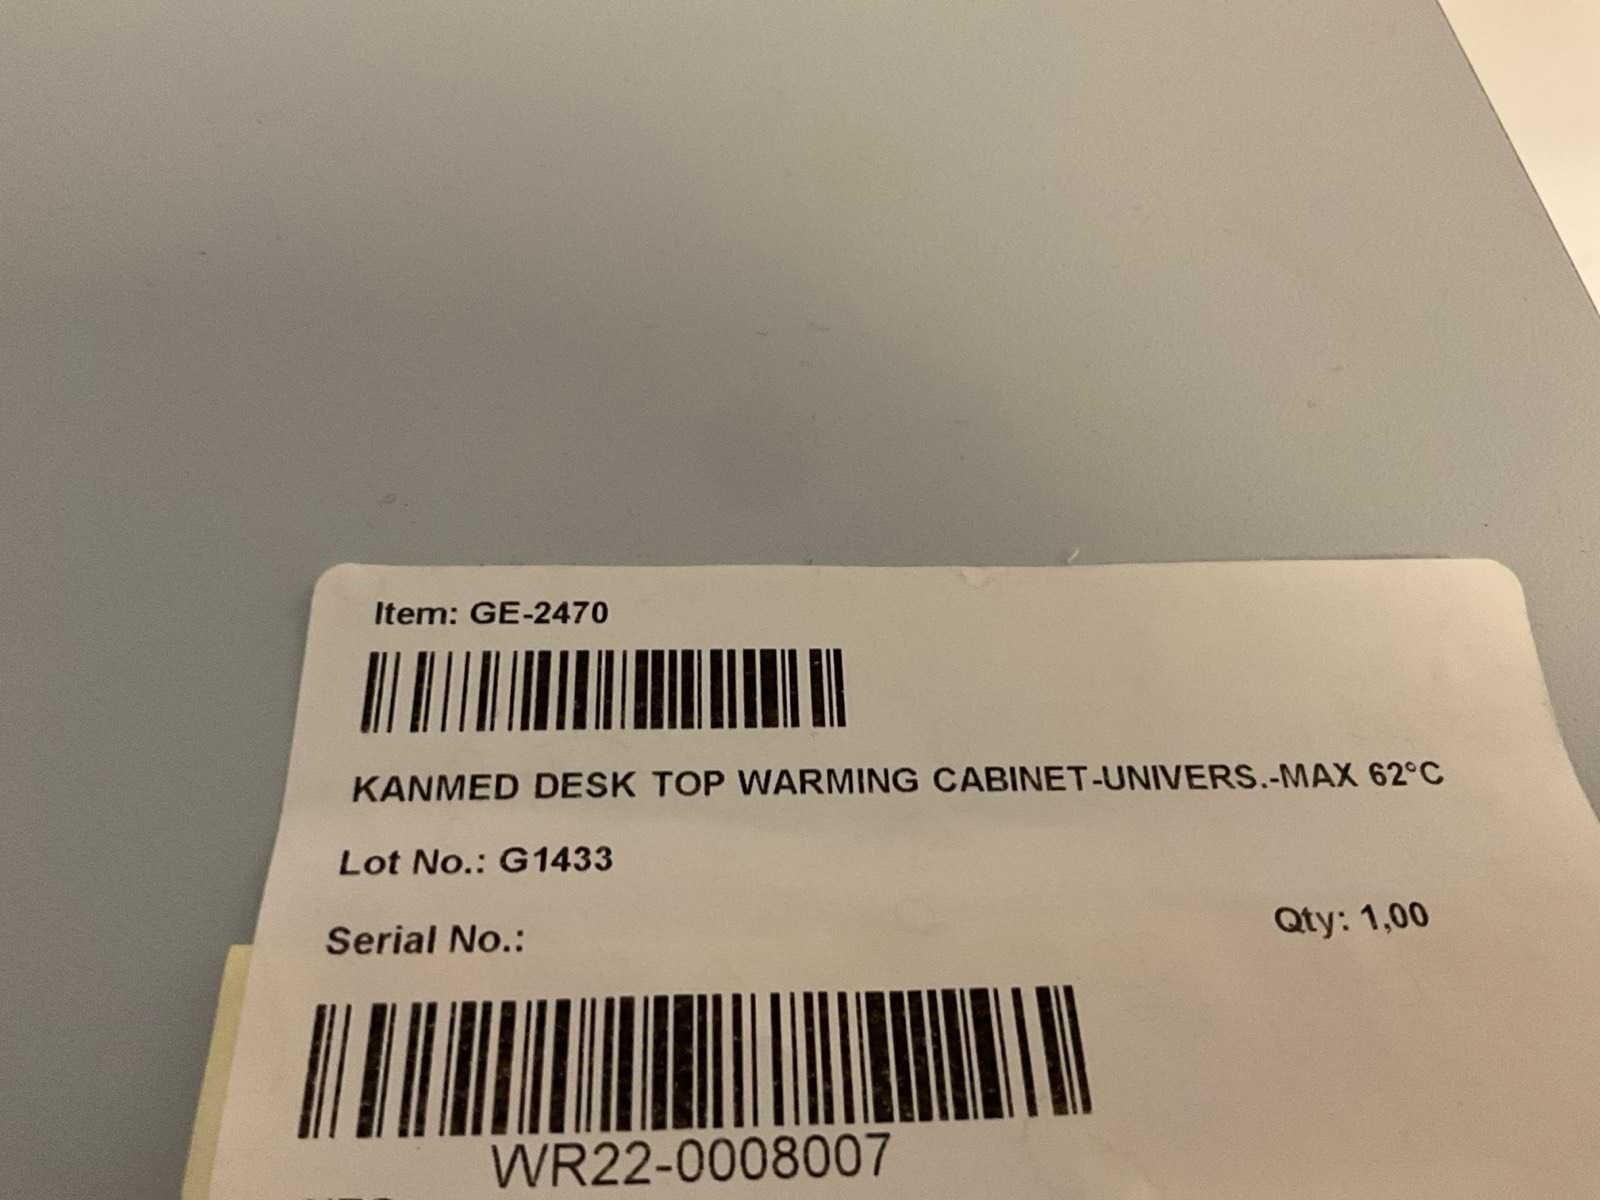 Item: GE-2470
KANMED DESK TOP WARMING CABINET-UNIVERS.-MAX 62°C
Lot No.: G1433
Serial No.:
Qty: 1,00
WR22-0008007